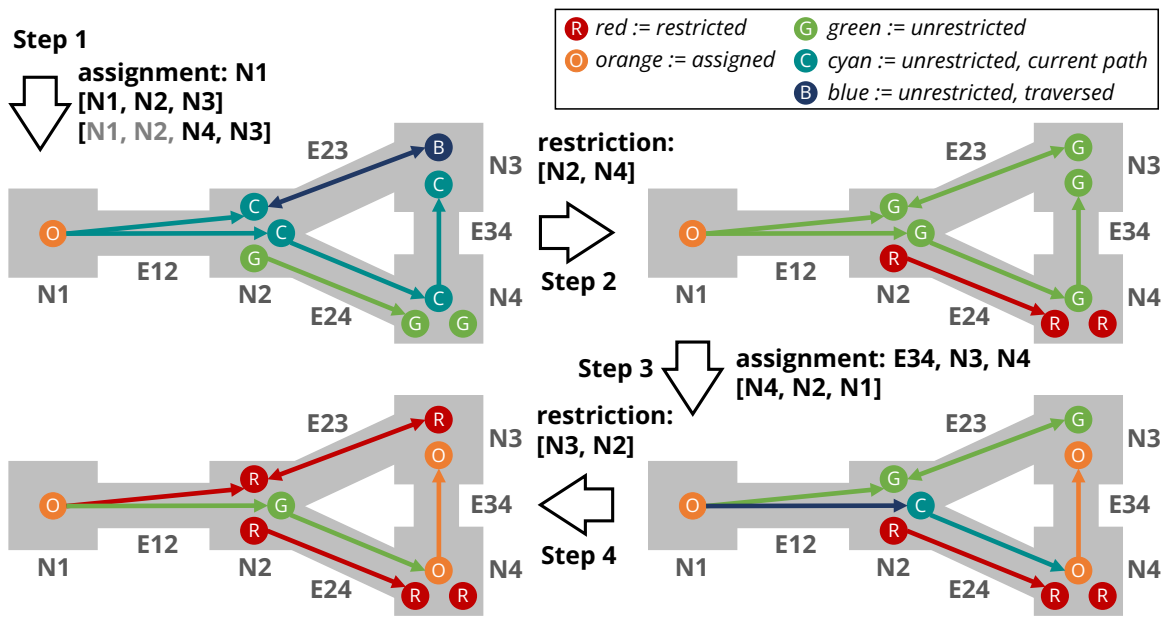 Step 1
assignment: N1
[N1, N2, N3]
[N1, N2, N4, N3]
R red := restricted
O orange := assigned
G green := unrestricted
C cyan := unrestricted, current path
B blue := unrestricted, traversed
E23
B
N3
C
C
O
C
E34
E12
G
N1
N2
C
N4
E24
G
G
restriction:
[N2, N4]
Step 2
E23
G
N3
G
G
O
G
E34
E12
R
N1
N2
G
N4
E24
R
R
Step 3
assignment: E34, N3, N4
[N4, N2, N1]
E23
G
N3
O
G
O
C
E34
E12
R
N1
N2
O
N4
E24
R
R
restriction:
[N3, N2]
Step 4
E23
R
N3
O
R
O
G
E34
E12
R
N1
N2
O
N4
E24
R
R